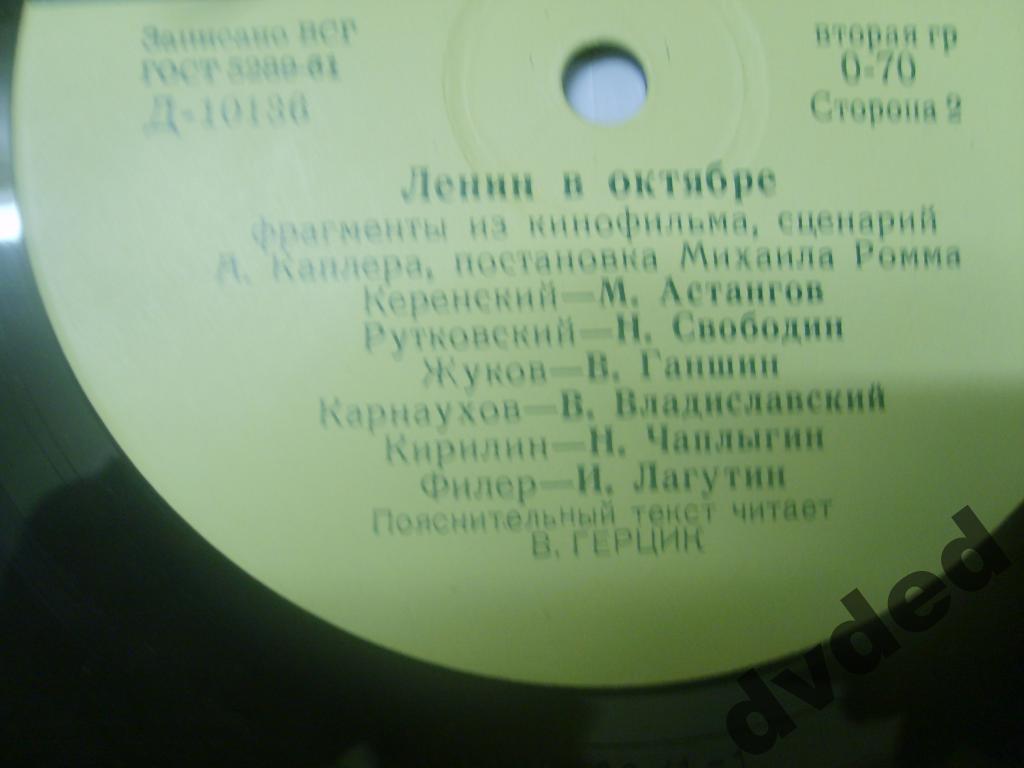 Записано ВСГ
ГОСТ 5289-61
Д-10136
вторая гр
0-70
Сторона 2
Ленин в октябре
фрагменты из кинофильма, сценарий
А. Каплера, постановка Михаила Ромма
Керенский—М. Астангов
Рутковский—Н. Свободин
Жуков—В. Ганшин
Карнаухов—В. Владиславский
Кирилин—Н. Чаплыгин
Филер—И. Лагутин
Пояснительный текст читает
В. ГЕРЦИК
dvded